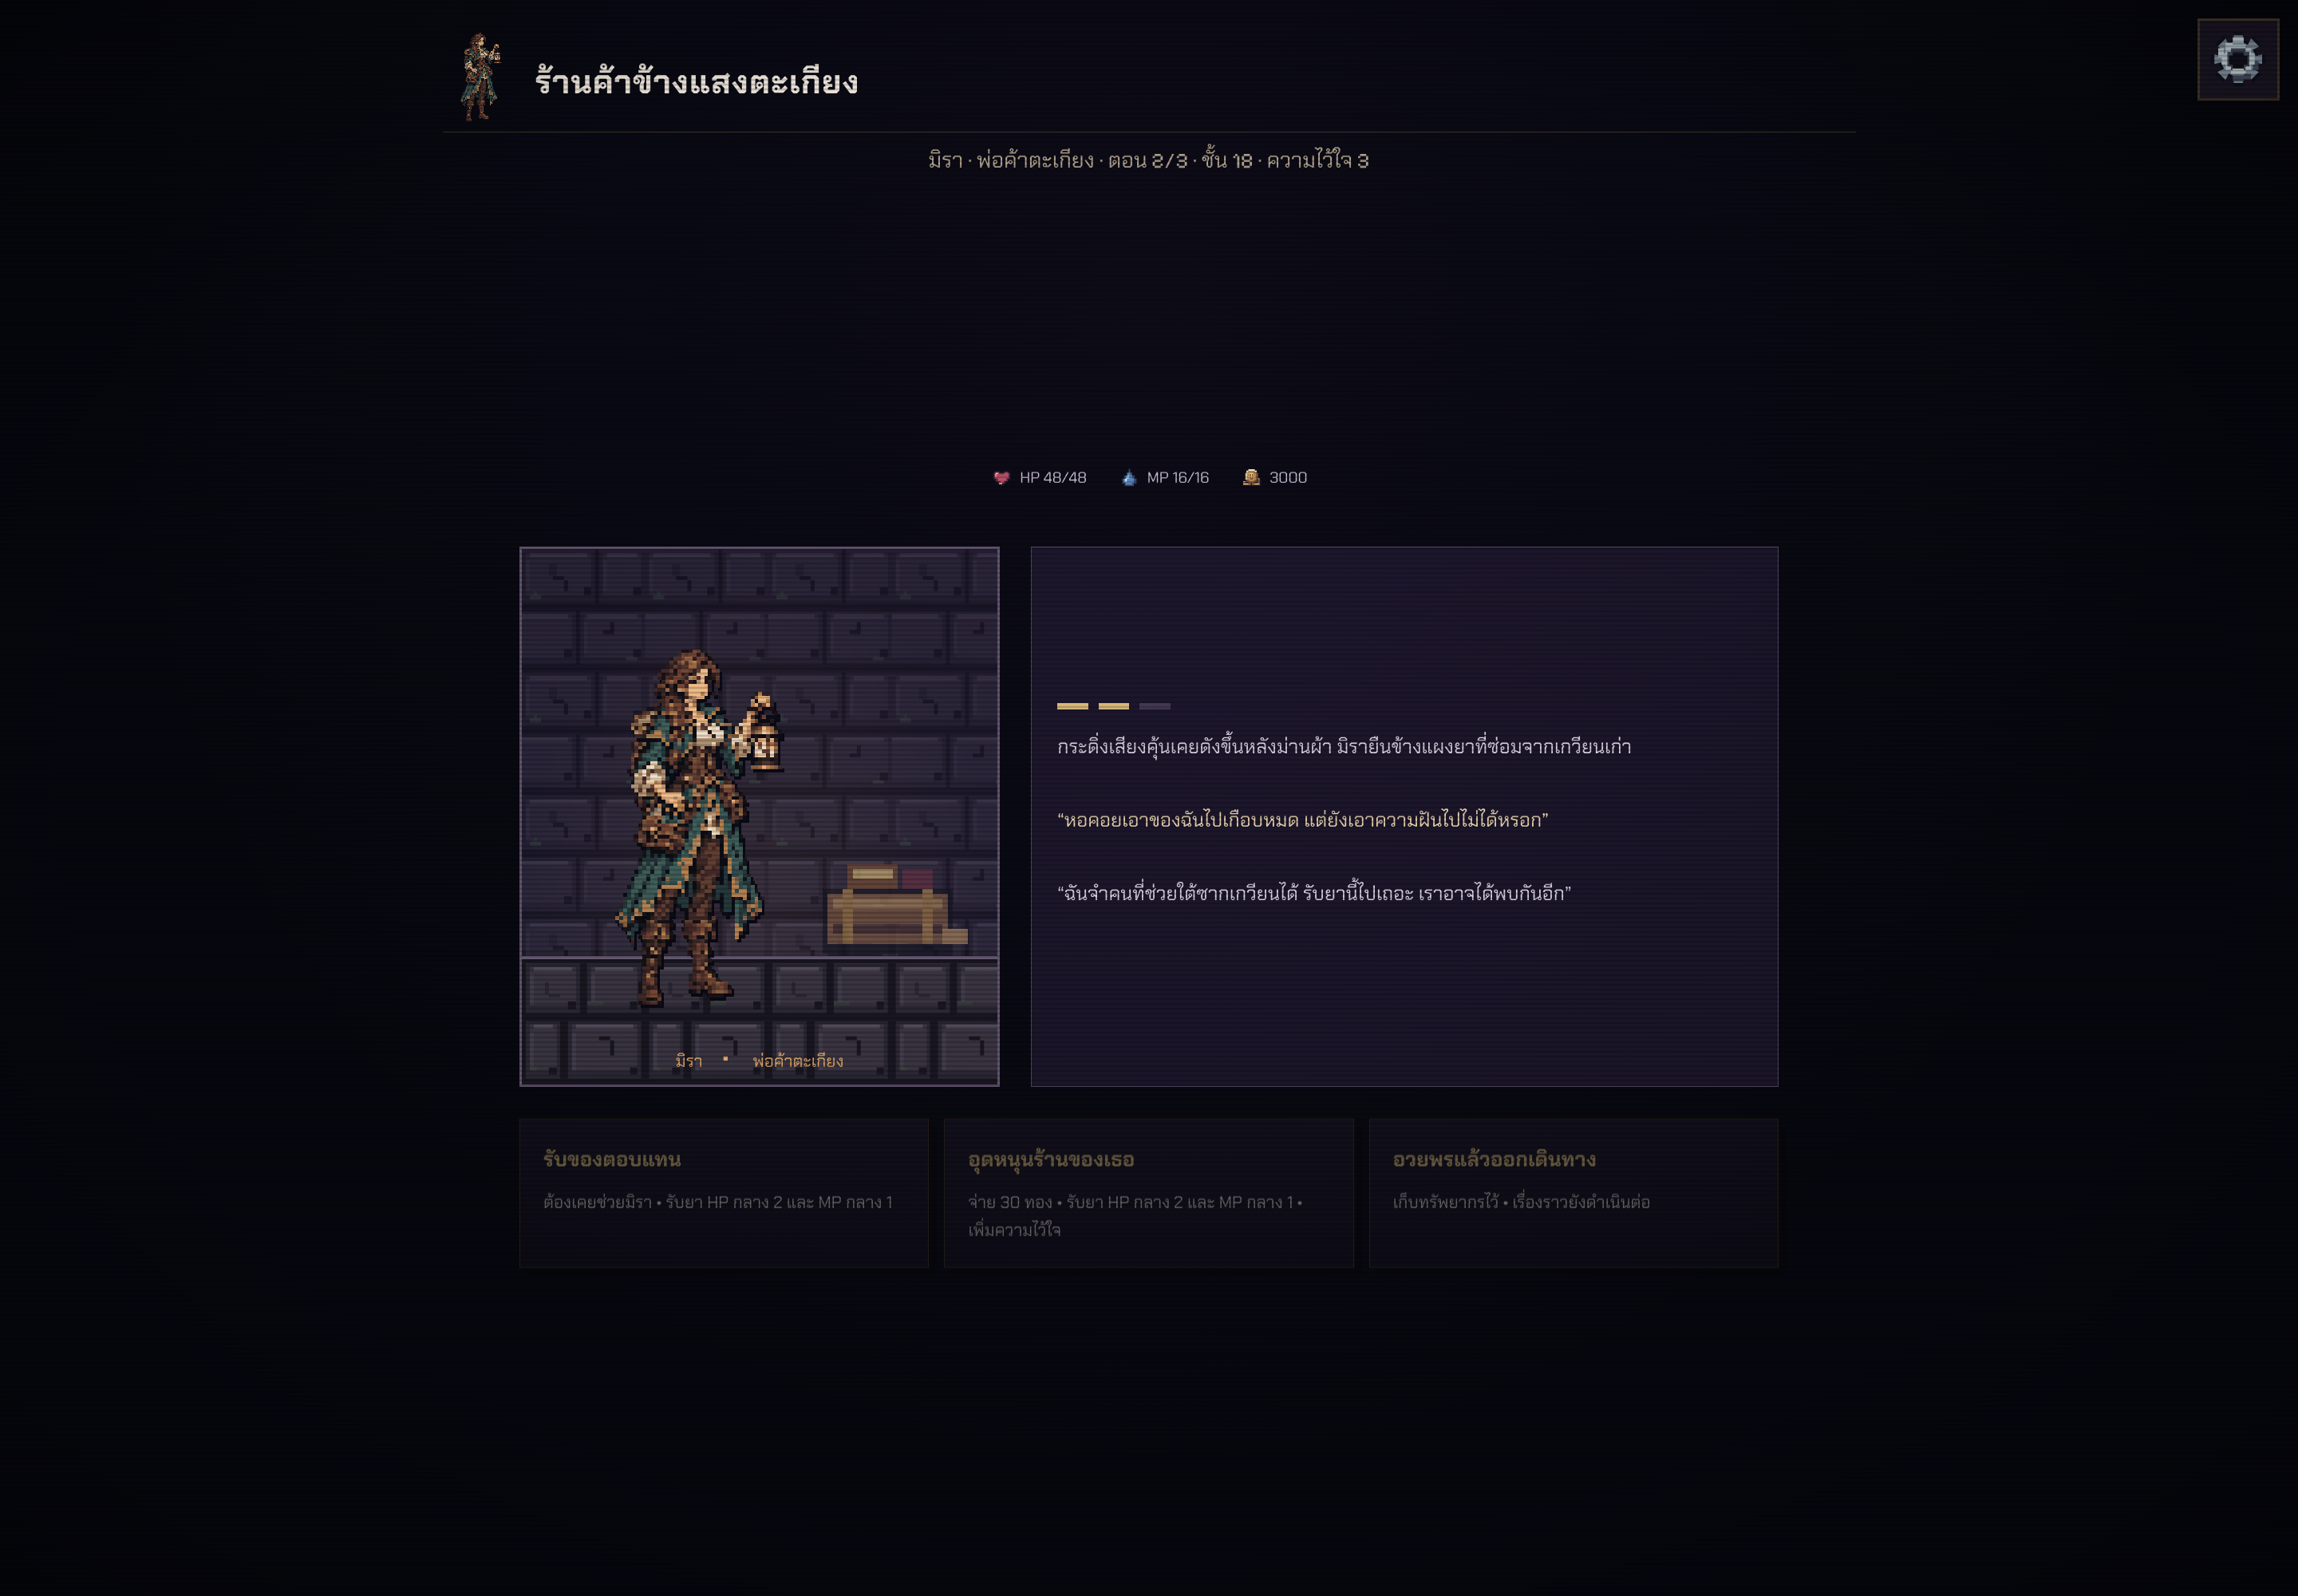 ร้านค้าข้างแสงตะเกียง
มิรา · พ่อค้าตะเกียง · ตอน 2/3 · ชั้น 18 · ความไว้ใจ 3
HP 48/48 MP 16/16 3000
กระดิ่งเสียงคุ้นเคยดังขึ้นหลังม่านผ้า มิรายืนข้างแผงยาที่ซ่อมจากเกวียนเก่า
“หอคอยเอาของฉันไปเกือบหมด แต่ยังเอาความฝันไปไม่ได้หรอก”
“ฉันจำคนที่ช่วยใต้ซากเกวียนได้ รับยานี้ไปเถอะ เราอาจได้พบกันอีก”
มิรา · พ่อค้าตะเกียง
รับของตอบแทน
ต้องเคยช่วยมิรา • รับยา HP กลาง 2 และ MP กลาง 1
อุดหนุนร้านของเธอ
จ่าย 30 ทอง • รับยา HP กลาง 2 และ MP กลาง 1 •
เพิ่มความไว้ใจ
อวยพรแล้วออกเดินทาง
เก็บทรัพยากรไว้ • เรื่องราวยังดำเนินต่อ